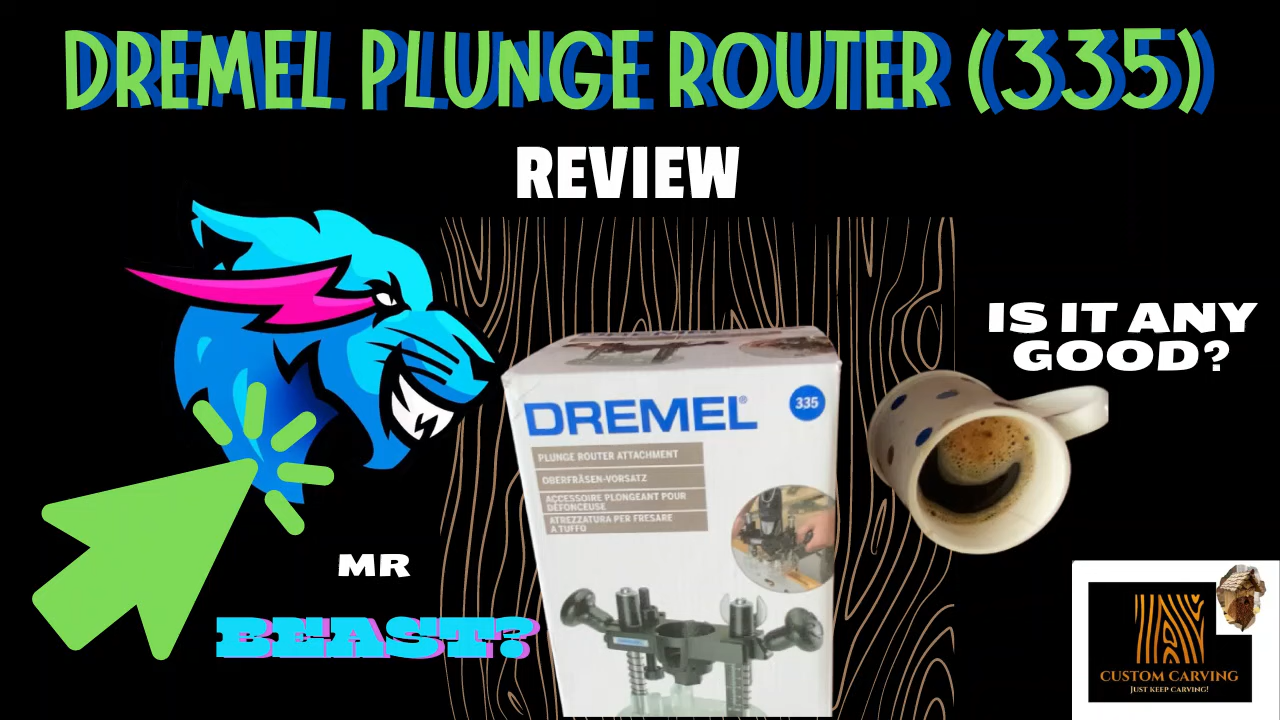 DREMEL PLUNGE ROUTER (335)
REVIEW
IS IT ANY
GOOD?
DREMEL®
335
PLUNGE ROUTER ATTACHMENT
OBERFRÄSEN-VORSATZ
ACCESSOIRE PLONGEANT POUR
DÉFONCEUSE
ATREZZATURA PER FRESARE
A TUFFO
MR
BEAST?
CUSTOM CARVING
JUST KEEP CARVING!